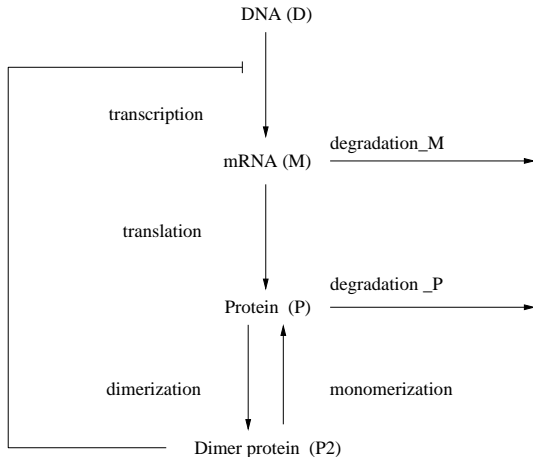 DNA (D)
transcription
degradation_M
mRNA (M)
translation
degradation _P
Protein (P)
dimerization
monomerization
Dimer protein (P2)